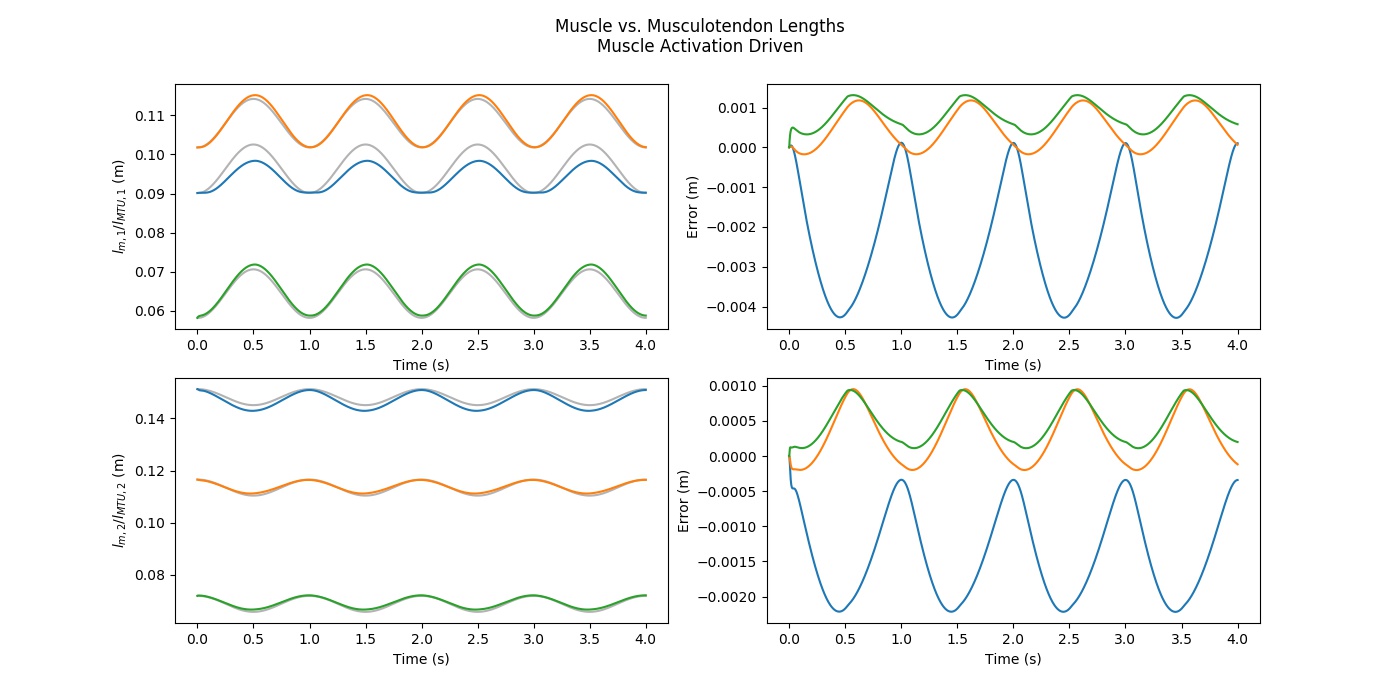 Muscle vs. Musculotendon Lengths
Muscle Activation Driven
l_{m,1}/l_{MTU,1} (m)
0.11
0.10
0.09
0.08
0.07
0.06
0.0 0.5 1.0 1.5 2.0 2.5 3.0 3.5 4.0
Time (s)
Error (m)
0.001
0.000
−0.001
−0.002
−0.003
−0.004
0.0 0.5 1.0 1.5 2.0 2.5 3.0 3.5 4.0
Time (s)
l_{m,2}/l_{MTU,2} (m)
0.14
0.12
0.10
0.08
0.0 0.5 1.0 1.5 2.0 2.5 3.0 3.5 4.0
Time (s)
Error (m)
0.0010
0.0005
0.0000
−0.0005
−0.0010
−0.0015
−0.0020
0.0 0.5 1.0 1.5 2.0 2.5 3.0 3.5 4.0
Time (s)